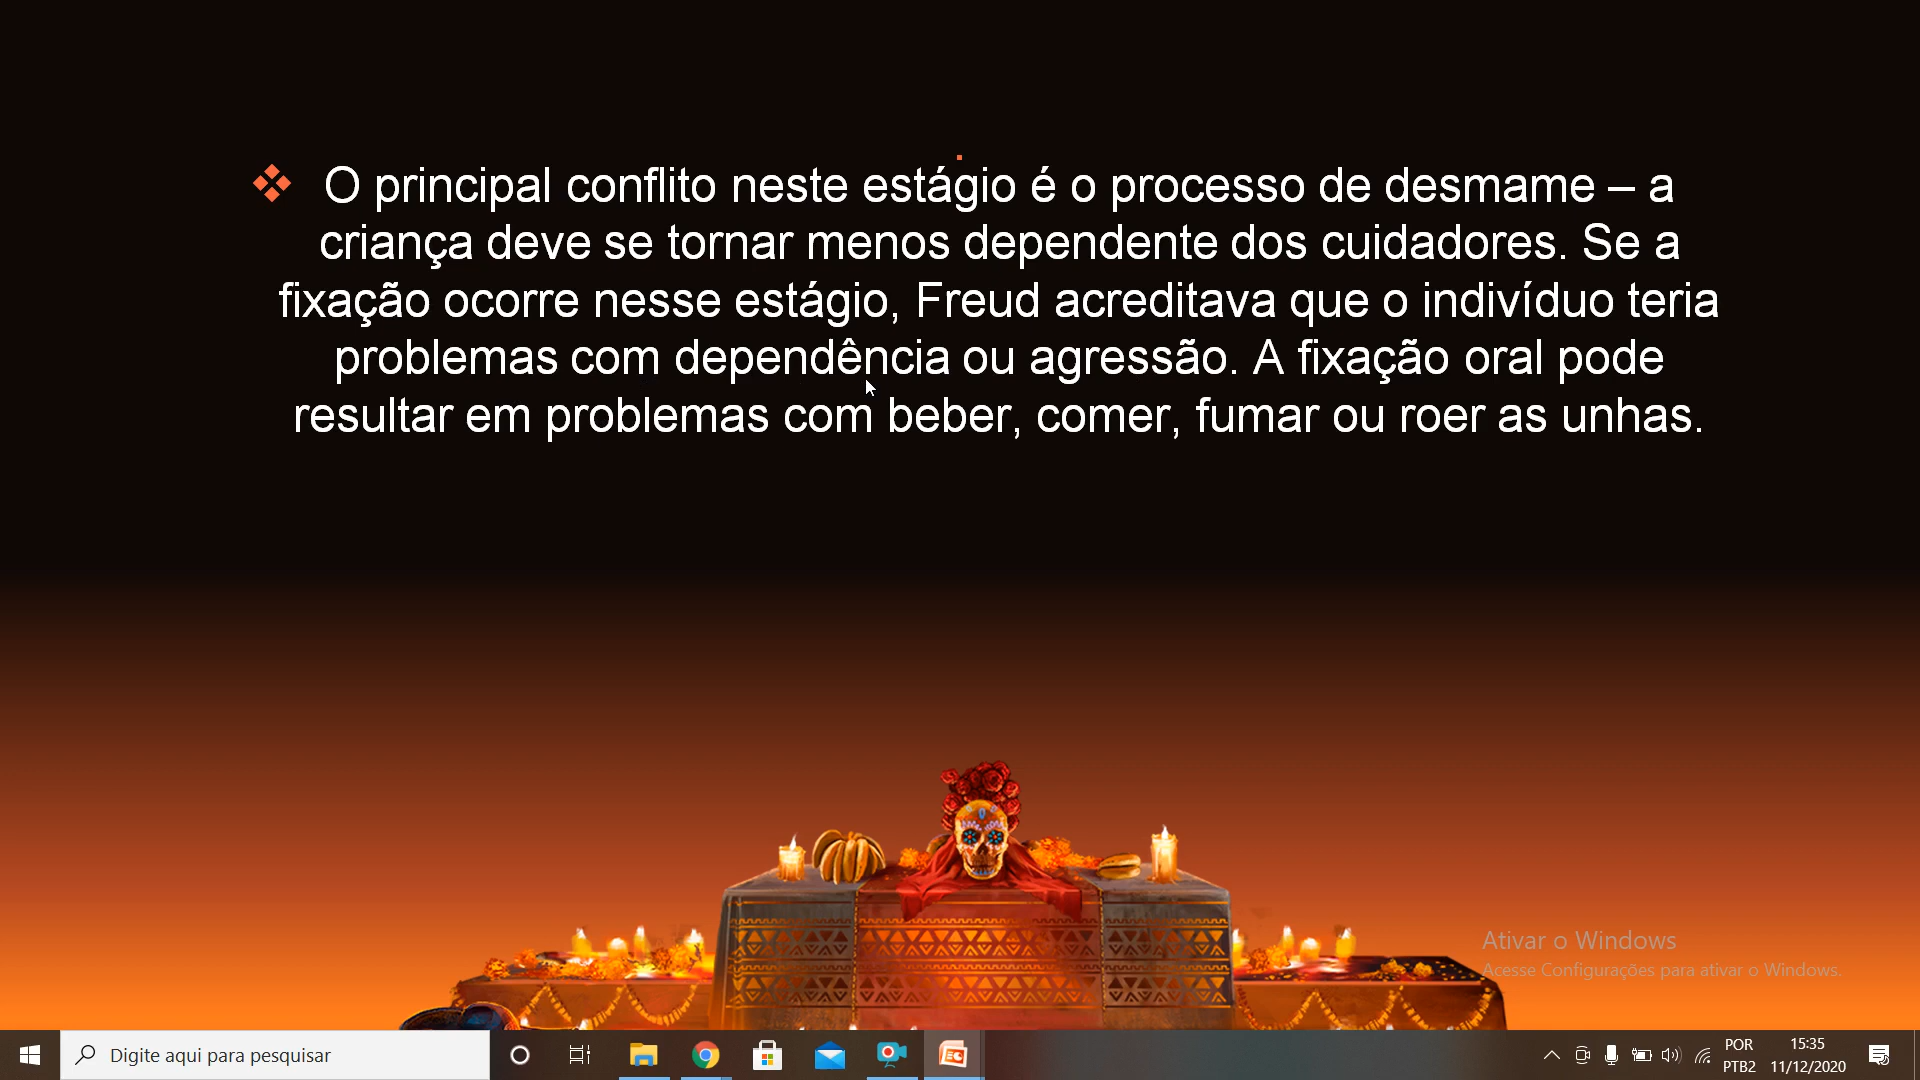 O principal conflito neste estágio é o processo de desmame – a
criança deve se tornar menos dependente dos cuidadores. Se a
fixação ocorre nesse estágio, Freud acreditava que o indivíduo teria
problemas com dependência ou agressão. A fixação oral pode
resultar em problemas com beber, comer, fumar ou roer as unhas.
Ativar o Windows
Acesse Configurações para ativar o Windows.
Digite aqui para pesquisar
POR
PTB2
15:35
11/12/2020